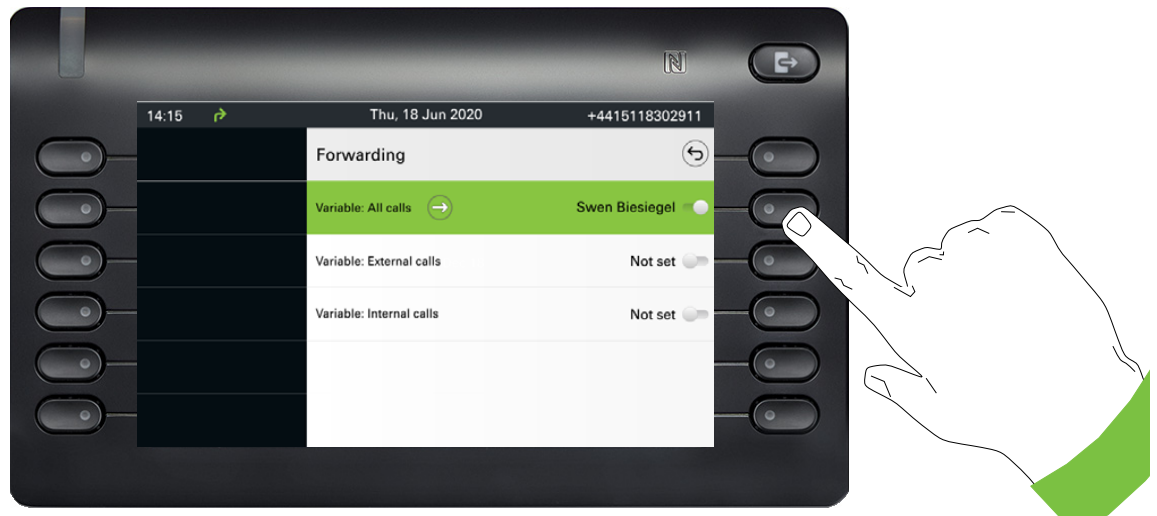 14:15 Thu, 18 Jun 2020 +4415118302911
Forwarding
Variable: All calls Swen Biesiegel
Variable: External calls Not set
Variable: Internal calls Not set